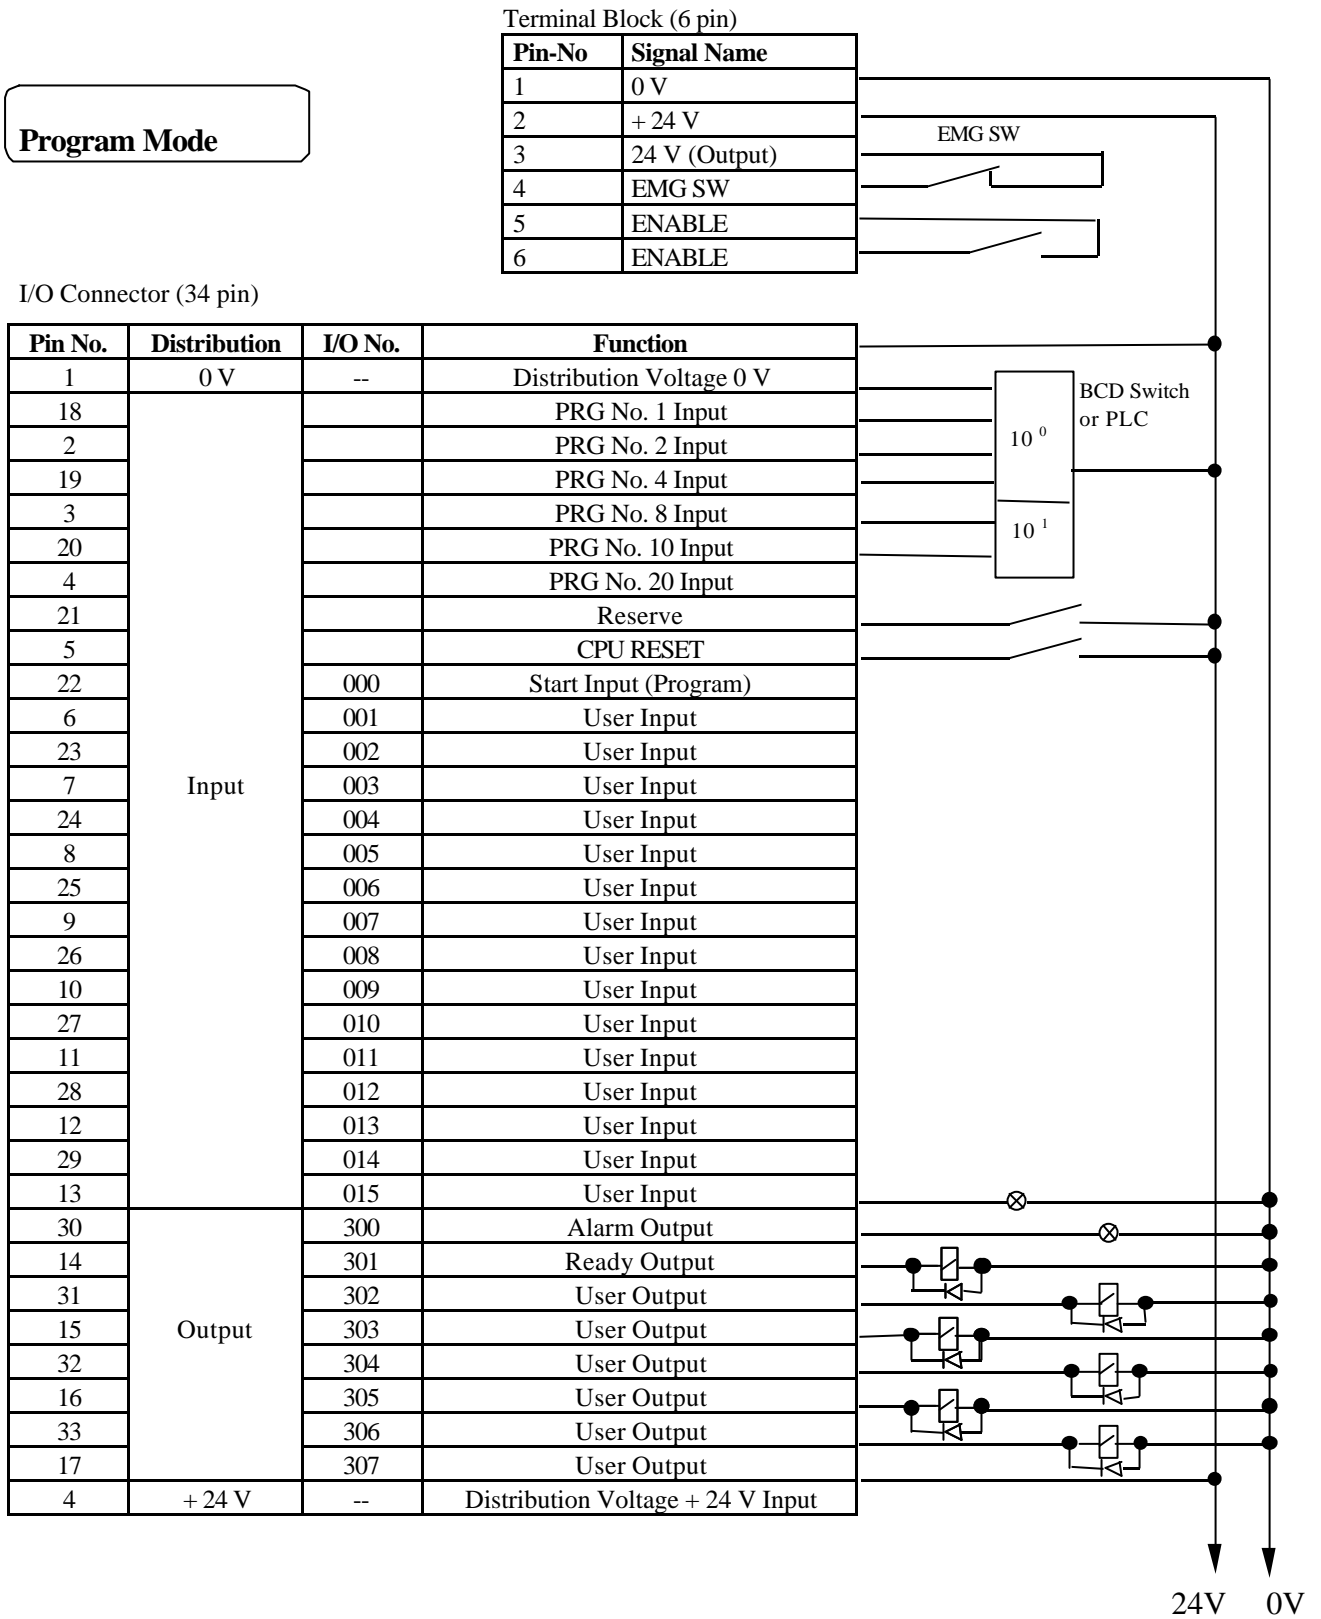 Terminal Block (6 pin)
Pin-No Signal Name
1 0 V
2 + 24 V
3 24 V (Output)
4 EMG SW
5 ENABLE
6 ENABLE
EMG SW
Program Mode
I/O Connector (34 pin)
Pin No. Distribution I/O No. Function
1 0 V -- Distribution Voltage 0 V
18 PRG No. 1 Input
2 PRG No. 2 Input
19 PRG No. 4 Input
3 PRG No. 8 Input
20 PRG No. 10 Input
4 PRG No. 20 Input
21 Reserve
5 CPU RESET
22 000 Start Input (Program)
6 001 User Input
23 002 User Input
7 Input 003 User Input
24 004 User Input
8 005 User Input
25 006 User Input
9 007 User Input
26 008 User Input
10 009 User Input
27 010 User Input
11 011 User Input
28 012 User Input
12 013 User Input
29 014 User Input
13 015 User Input
30 300 Alarm Output
14 301 Ready Output
31 302 User Output
15 Output 303 User Output
32 304 User Output
16 305 User Output
33 306 User Output
17 307 User Output
4 + 24 V -- Distribution Voltage + 24 V Input
BCD Switch
or PLC
10 0
10 1
24V 0V